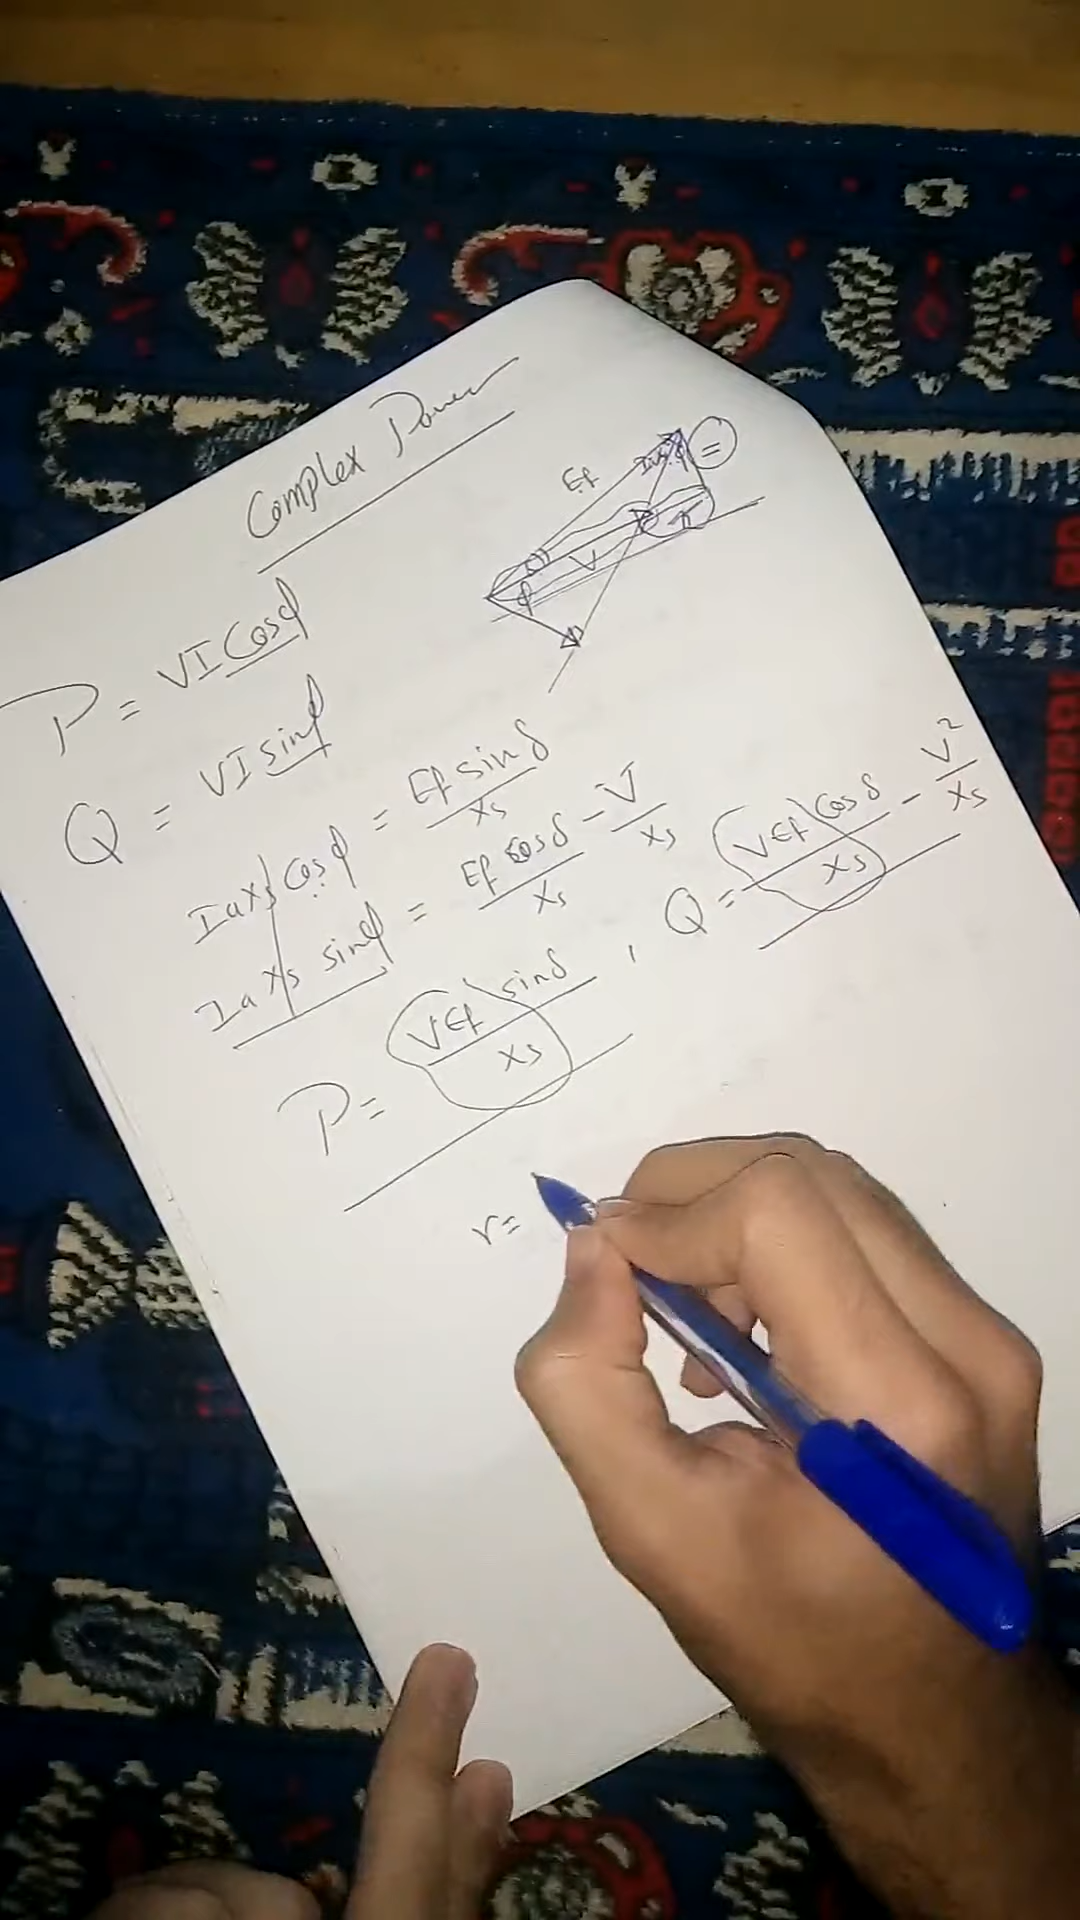 Complex Power
Ef
V
φ
P = VI Cosφ
Q = VI sinφ
Ia Xs Cosφ = Ef sinδ / Xs
Ia Xs sinφ = Ef cosδ / Xs - V / Xs
P = VEf sinδ / Xs , Q = VEf cosδ / Xs - V² / Xs
r =